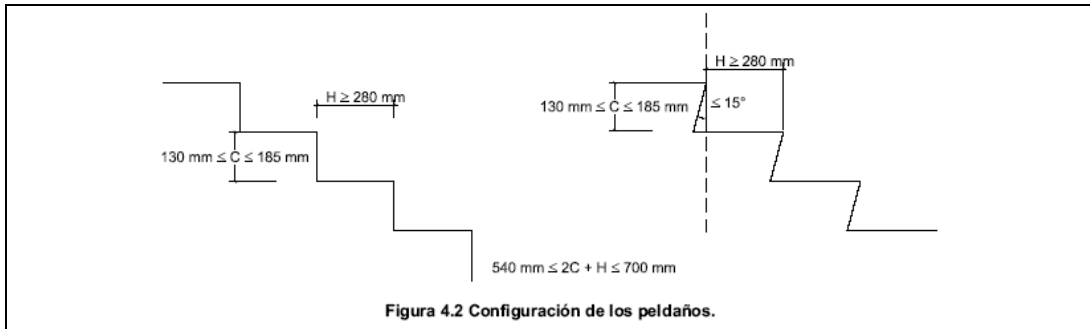 H ≥ 280 mm
130 mm ≤ C ≤ 185 mm
540 mm ≤ 2C + H ≤ 700 mm
H ≥ 280 mm
130 mm ≤ C ≤ 185 mm
≤ 15°
Figura 4.2 Configuración de los peldaños.